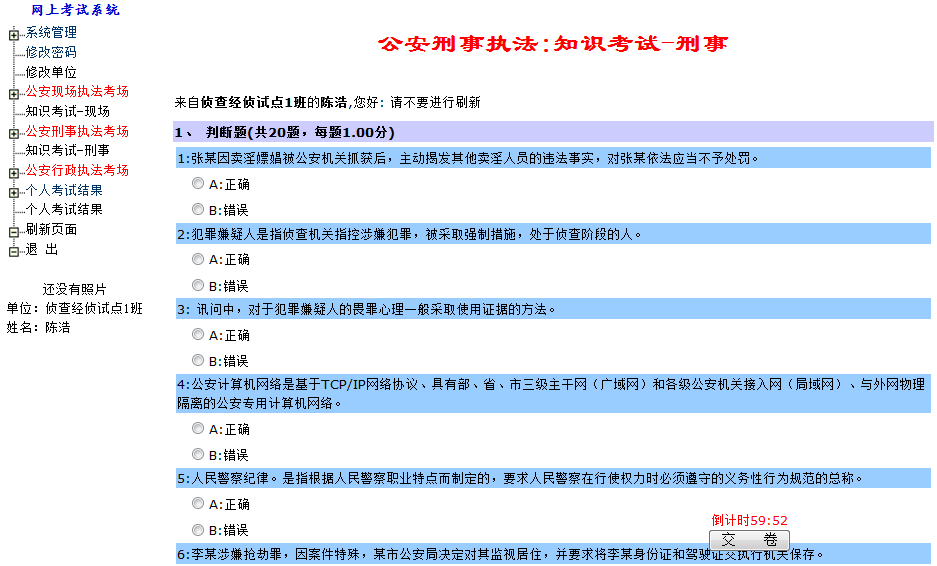 网上考试系统
系统管理
修改密码
修改单位
公安现场执法考场
知识考试-现场
公安刑事执法考场
知识考试-刑事
公安行政执法考场
个人考试结果
个人考试结果
刷新页面
退 出
还没有照片
单位：侦查经侦试点1班
姓名：陈浩
公安刑事执法:知识考试-刑事
来自侦查经侦试点1班的陈浩,您好：请不要进行刷新
1、 判断题(共20题，每题1.00分)
1:张某因卖淫嫖娼被公安机关抓获后，主动揭发其他卖淫人员的违法事实，对张某依法应当不予处罚。
A:正确
B:错误
2:犯罪嫌疑人是指侦查机关指控涉嫌犯罪，被采取强制措施，处于侦查阶段的人。
A:正确
B:错误
3: 讯问中，对于犯罪嫌疑人的畏罪心理一般采取使用证据的方法。
A:正确
B:错误
4:公安计算机网络是基于TCP/IP网络协议、具有部、省、市三级主干网（广域网）和各级公安机关接入网（局域网）、与外网物理
隔离的公安专用计算机网络。
A:正确
B:错误
5:人民警察纪律。是指根据人民警察职业特点而制定的，要求人民警察在行使权力时必须遵守的义务性行为规范的总称。
A:正确
B:错误
倒计时59:52
交 卷
6:李某涉嫌抢劫罪，因案件特殊，某市公安局决定对其监视居住，并要求将李某身份证和驾驶证交执行机关保存。